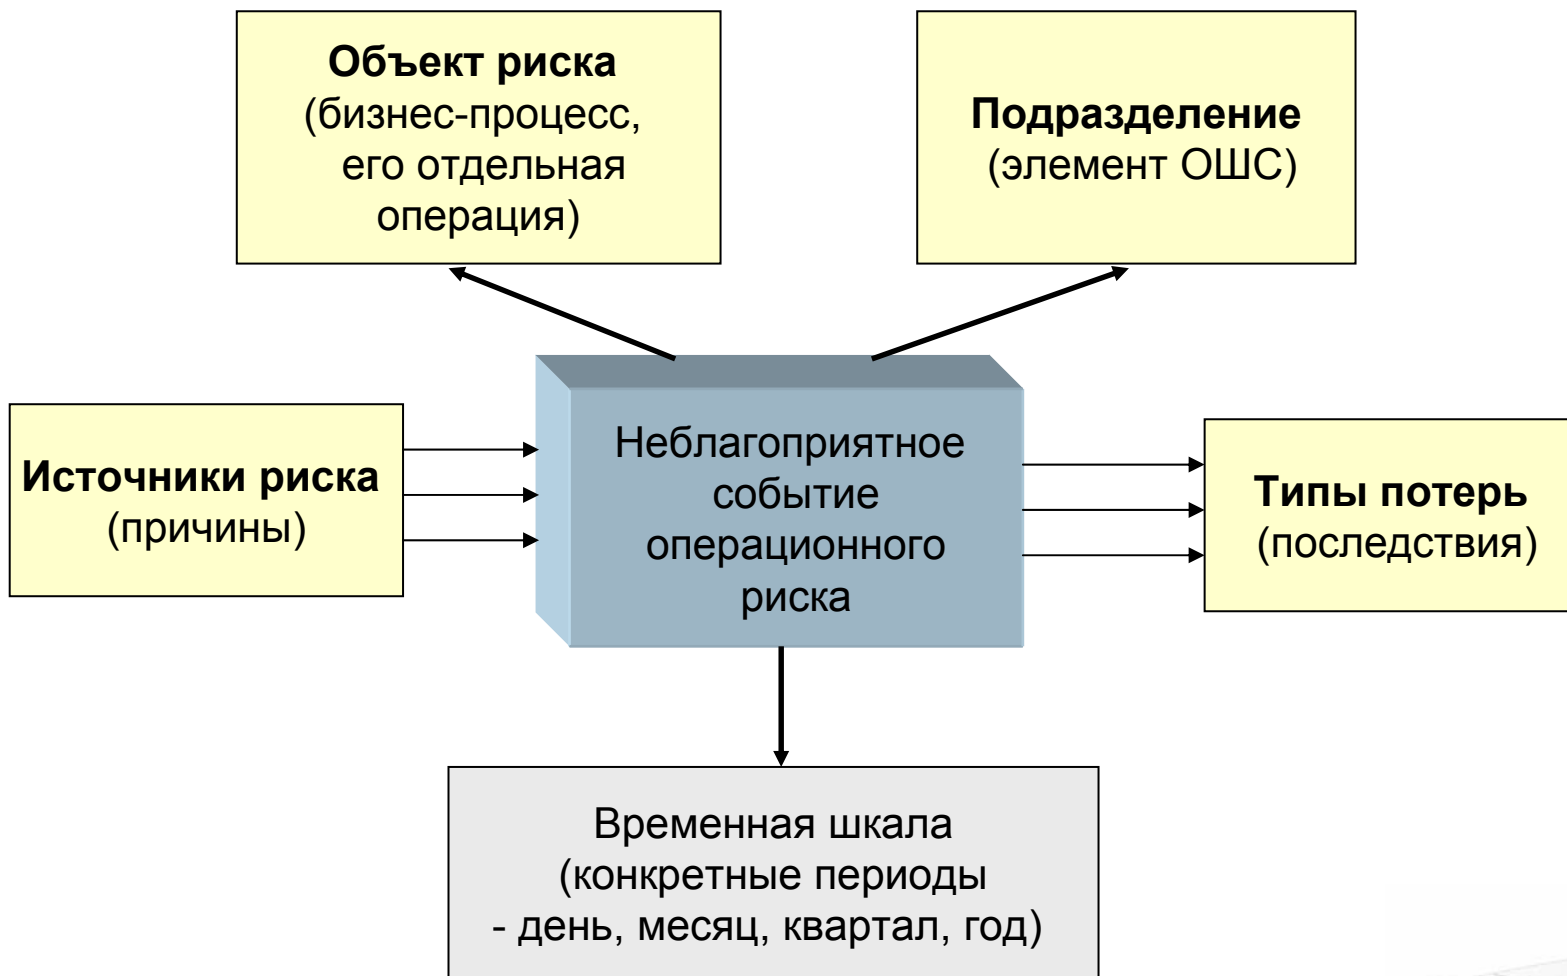 Объект риска
(бизнес-процесс,
его отдельная
операция)
Подразделение
(элемент ОШС)
Источники риска
(причины)
Неблагоприятное
событие
операционного
риска
Типы потерь
(последствия)
Временная шкала
(конкретные периоды
- день, месяц, квартал, год)